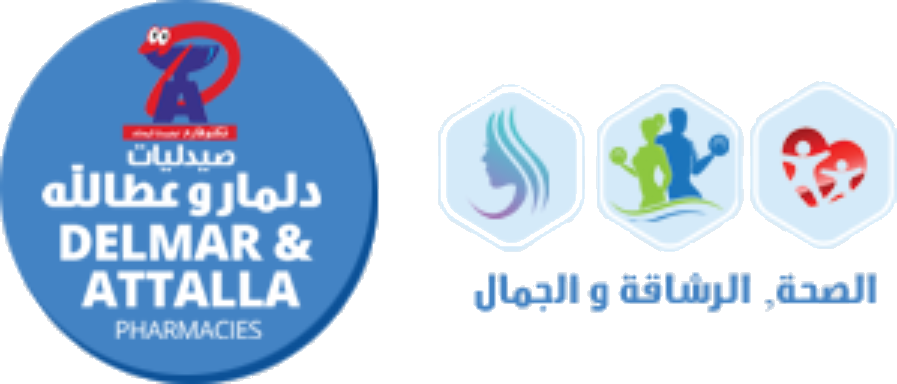 صيدليات
دلمار و عطالله
DELMAR &
ATTALLA
PHARMACIES
الصحة, الرشاقة و الجمال